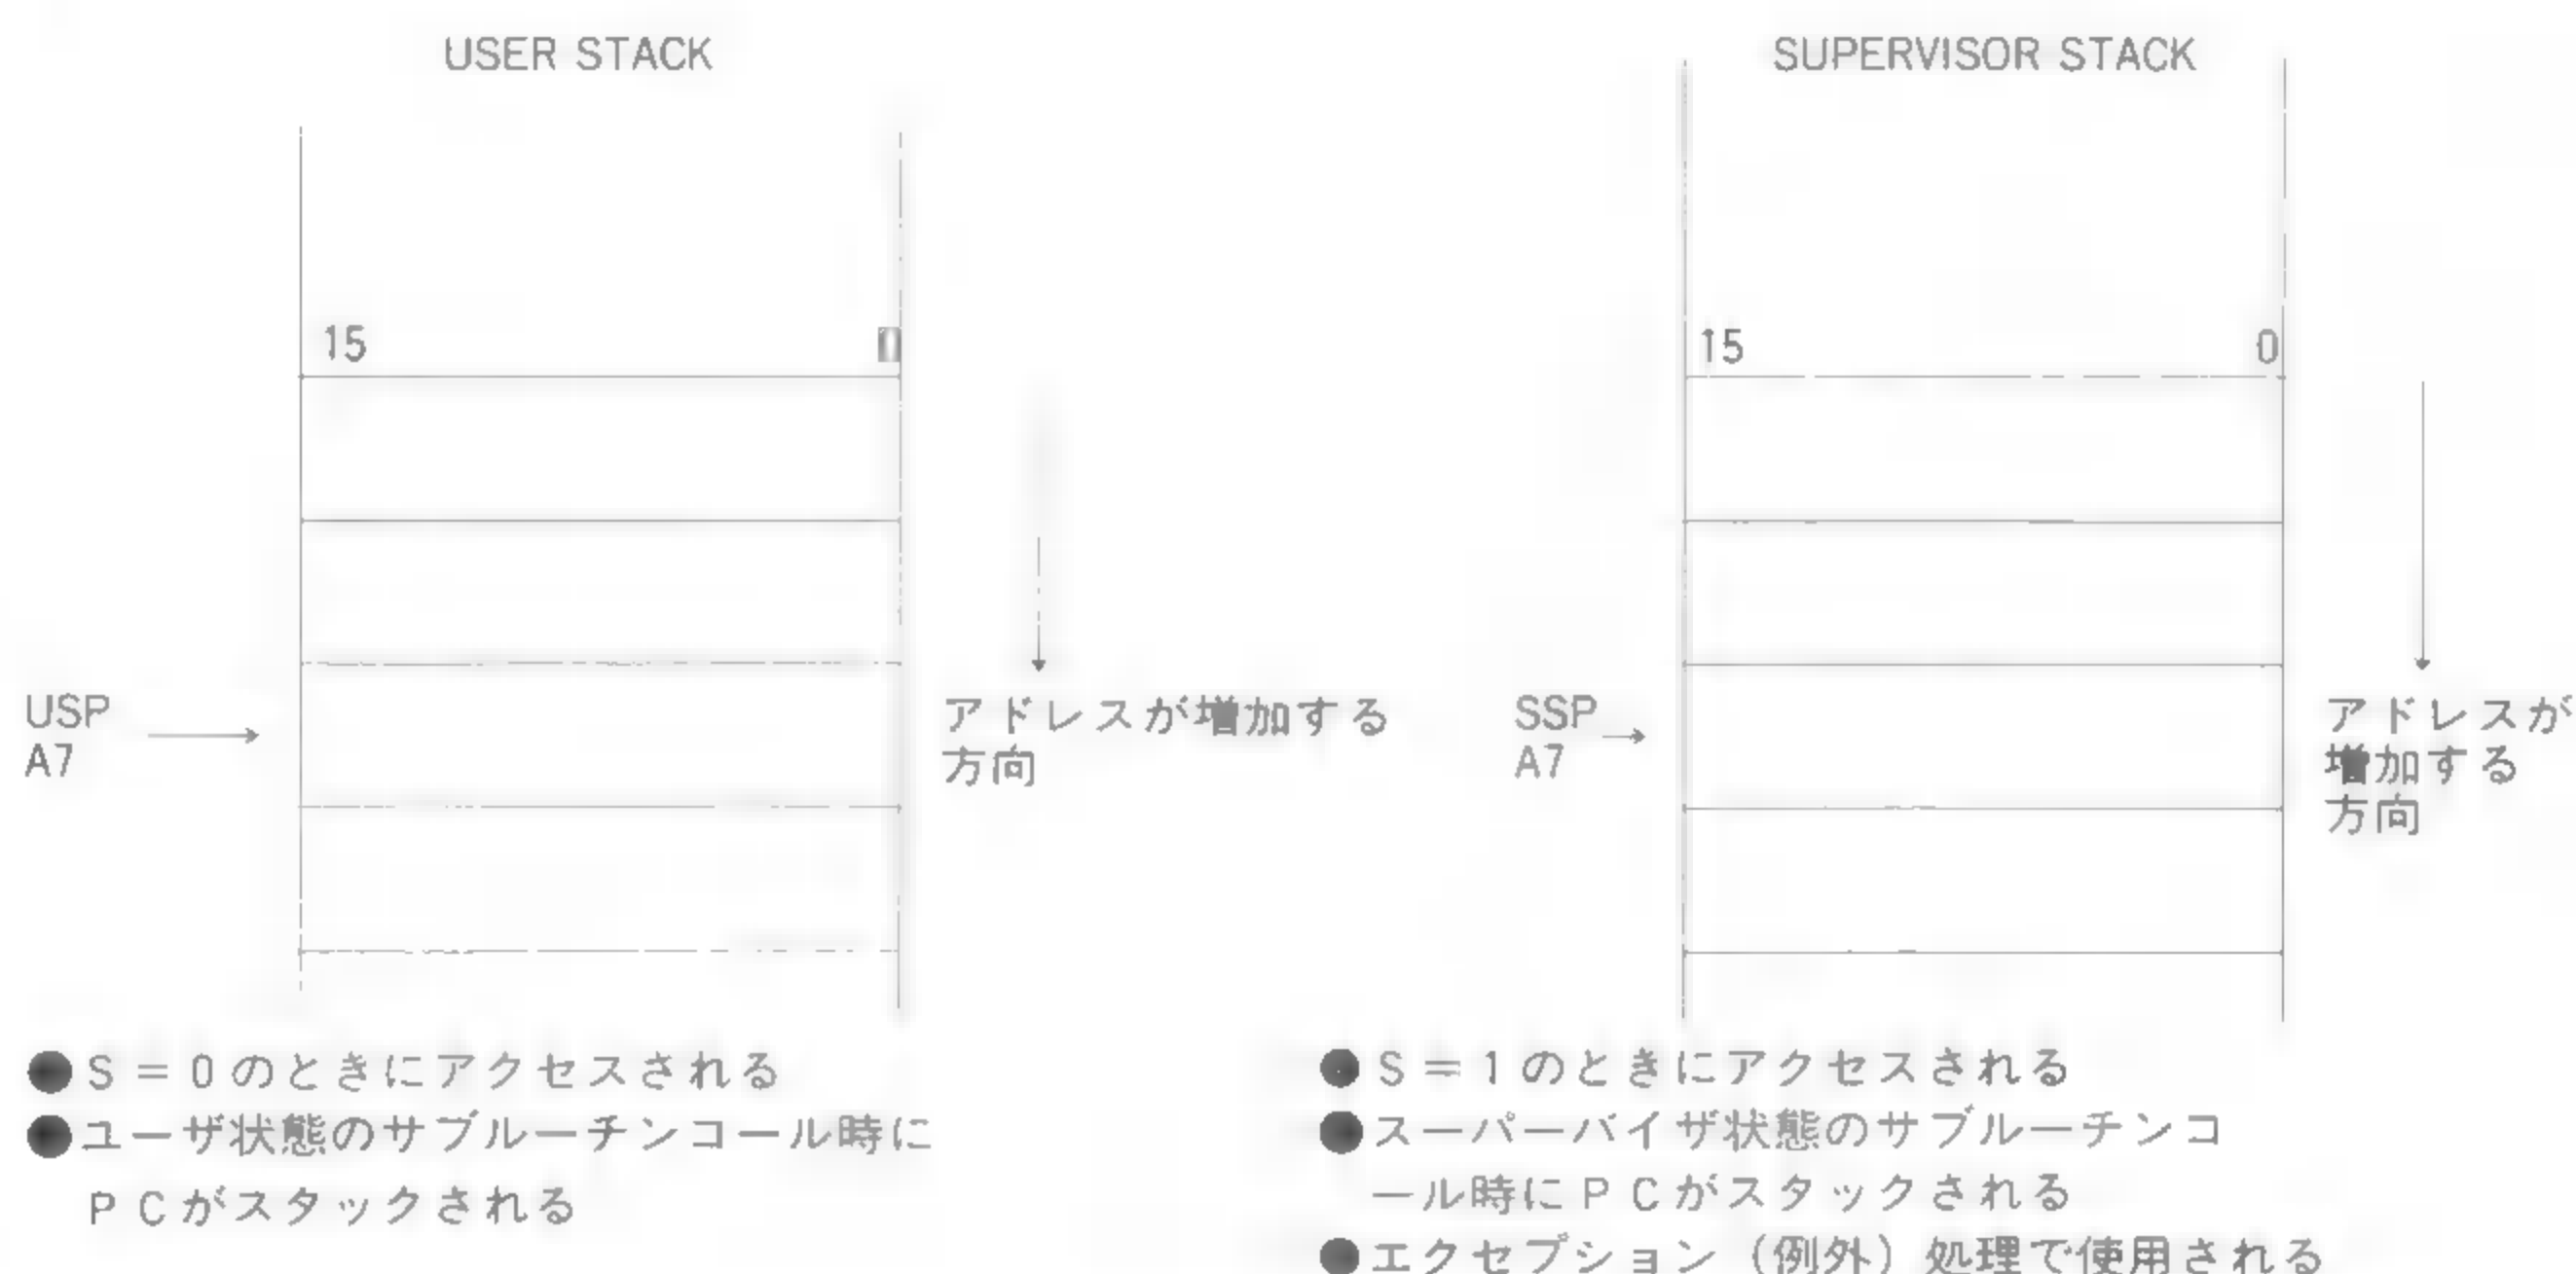 USER STACK
15 0
USP
A7
アドレスが増加する
方向
●S=0のときにアクセスされる
●ユーザ状態のサブルーチンコール時に
PCがスタックされる
SUPERVISOR STACK
15 0
SSP
A7
アドレスが
増加する
方向
●S=1のときにアクセスされる
●スーパーバイザ状態のサブルーチンコ
ール時にPCがスタックされる
●エクセプション(例外)処理で使用される